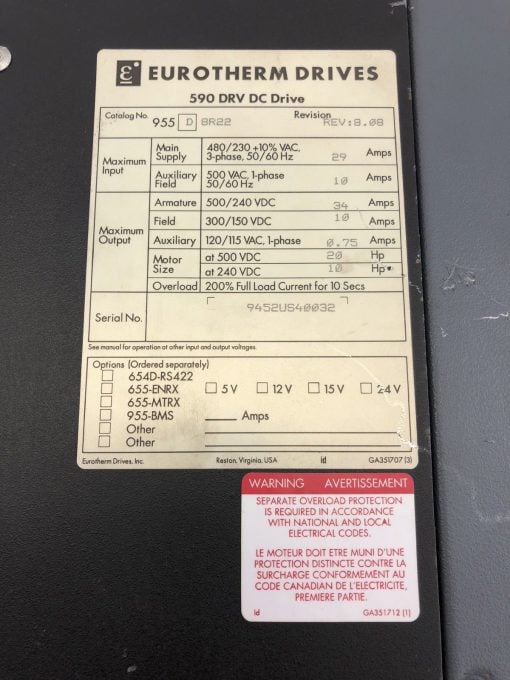 ε EUROTHERM DRIVES
590 DRV DC Drive
Catalog No. 955 D 8R22 Revision REV:8.08
Maximum Input
Main Supply 480/230 +10% VAC, 3-phase, 50/60 Hz 29 Amps
Auxiliary Field 500 VAC, 1-phase 50/60 Hz 10 Amps
Maximum Output
Armature 500/240 VDC 34 Amps
Field 300/150 VDC 10 Amps
Auxiliary 120/115 VAC, 1-phase 0.75 Amps
Motor Size at 500 VDC 20 Hp
at 240 VDC 10 Hp
Overload 200% Full Load Current for 10 Secs
Serial No. 9452US40032
See manual for operation at other input and output voltages.
Options (Ordered separately)
654D-RS422
655-ENRX 5 V 12 V 15 V 24 V
655-MTRX
955-BMS Amps
Other
Other
Eurotherm Drives, Inc. Reston, Virginia, USA id GA351707 (3)
WARNING AVERTISSEMENT
SEPARATE OVERLOAD PROTECTION
IS REQUIRED IN ACCORDANCE
WITH NATIONAL AND LOCAL
ELECTRICAL CODES.
LE MOTEUR DOIT ETRE MUNI D'UNE
PROTECTION DISTINCTE CONTRE LA
SURCHARGE CONFORMEMENT AU
CODE CANADIEN DE L'ELECTRICITE,
PREMIERE PARTIE.
id GA351712 (1)